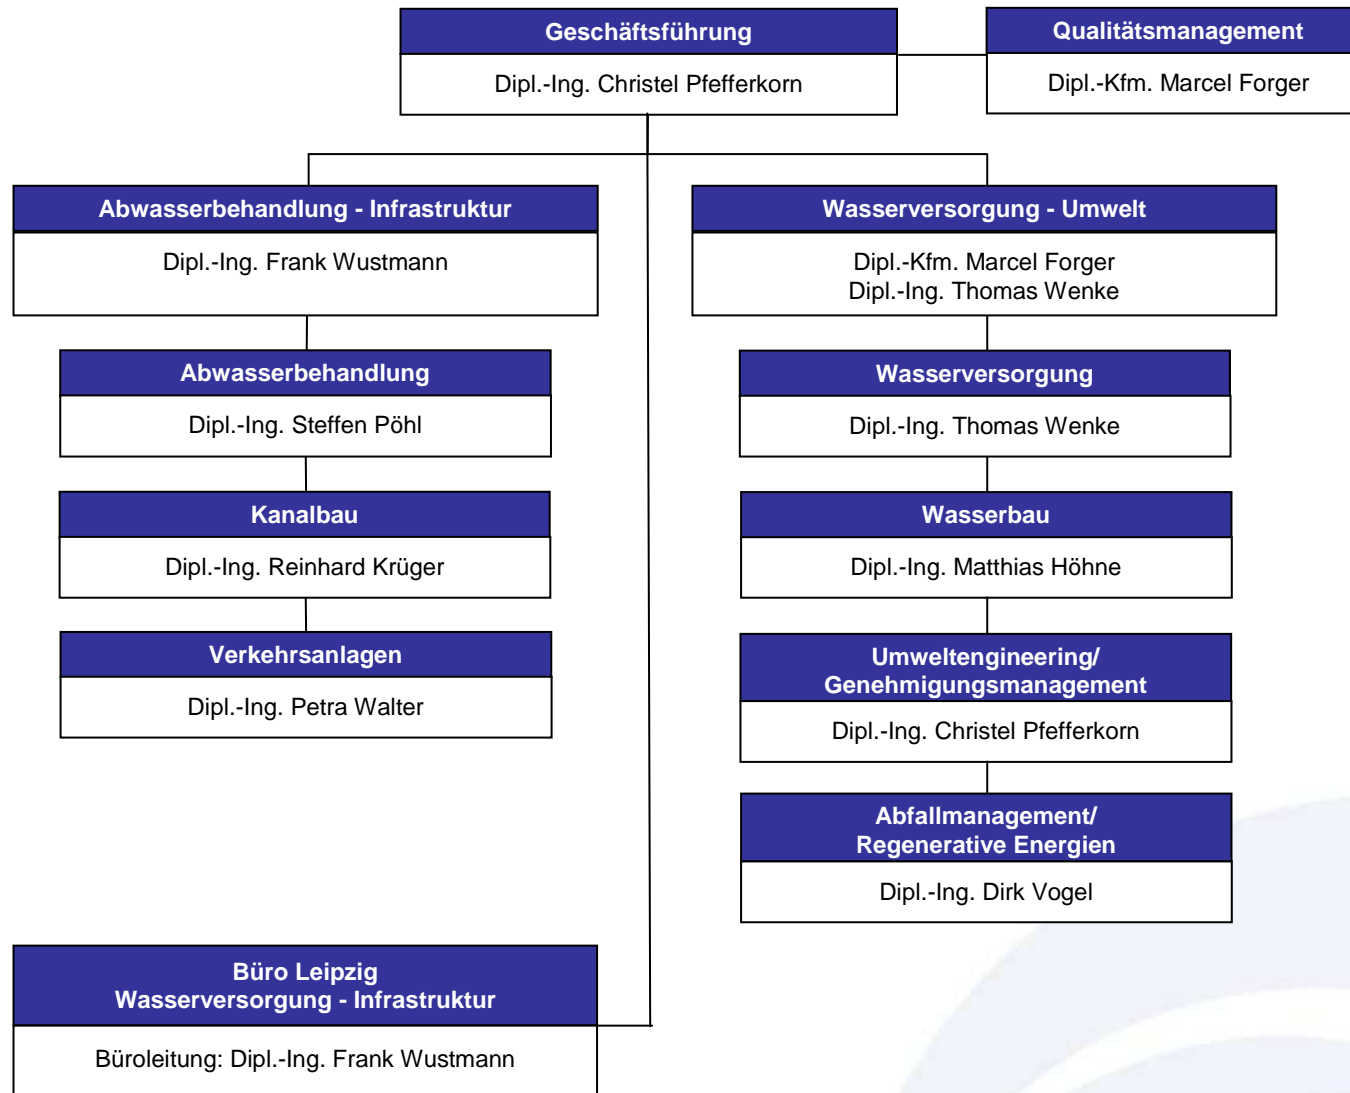 Geschäftsführung
Dipl.-Ing. Christel Pfefferkorn
Qualitätsmanagement
Dipl.-Kfm. Marcel Forger
Abwasserbehandlung - Infrastruktur
Dipl.-Ing. Frank Wustmann
Abwasserbehandlung
Dipl.-Ing. Steffen Pöhl
Kanalbau
Dipl.-Ing. Reinhard Krüger
Verkehrsanlagen
Dipl.-Ing. Petra Walter
Wasserversorgung - Umwelt
Dipl.-Kfm. Marcel Forger
Dipl.-Ing. Thomas Wenke
Wasserversorgung
Dipl.-Ing. Thomas Wenke
Wasserbau
Dipl.-Ing. Matthias Höhne
Umweltengineering/
Genehmigungsmanagement
Dipl.-Ing. Christel Pfefferkorn
Abfallmanagement/
Regenerative Energien
Dipl.-Ing. Dirk Vogel
Büro Leipzig
Wasserversorgung - Infrastruktur
Büroleitung: Dipl.-Ing. Frank Wustmann